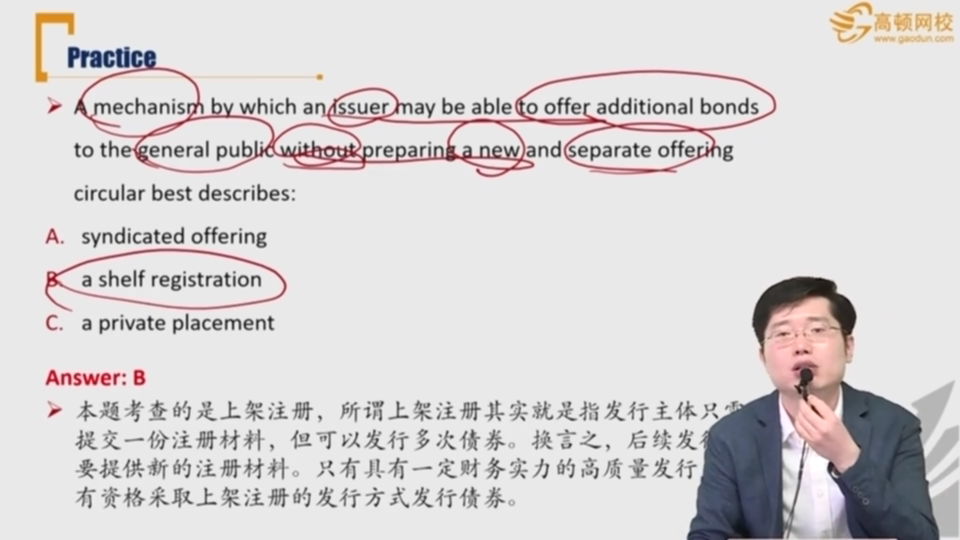 高顿网校
www.gaodun.com
Practice
A mechanism by which an issuer may be able to offer additional bonds
to the general public without preparing a new and separate offering
circular best describes:
A. syndicated offering
B. a shelf registration
C. a private placement
Answer: B
本题考查的是上架注册，所谓上架注册其实就是指发行主体只需
提交一份注册材料，但可以发行多次债券。换言之，后续发行
要提供新的注册材料。只有具有一定财务实力的高质量发行
有资格采取上架注册的发行方式发行债券。